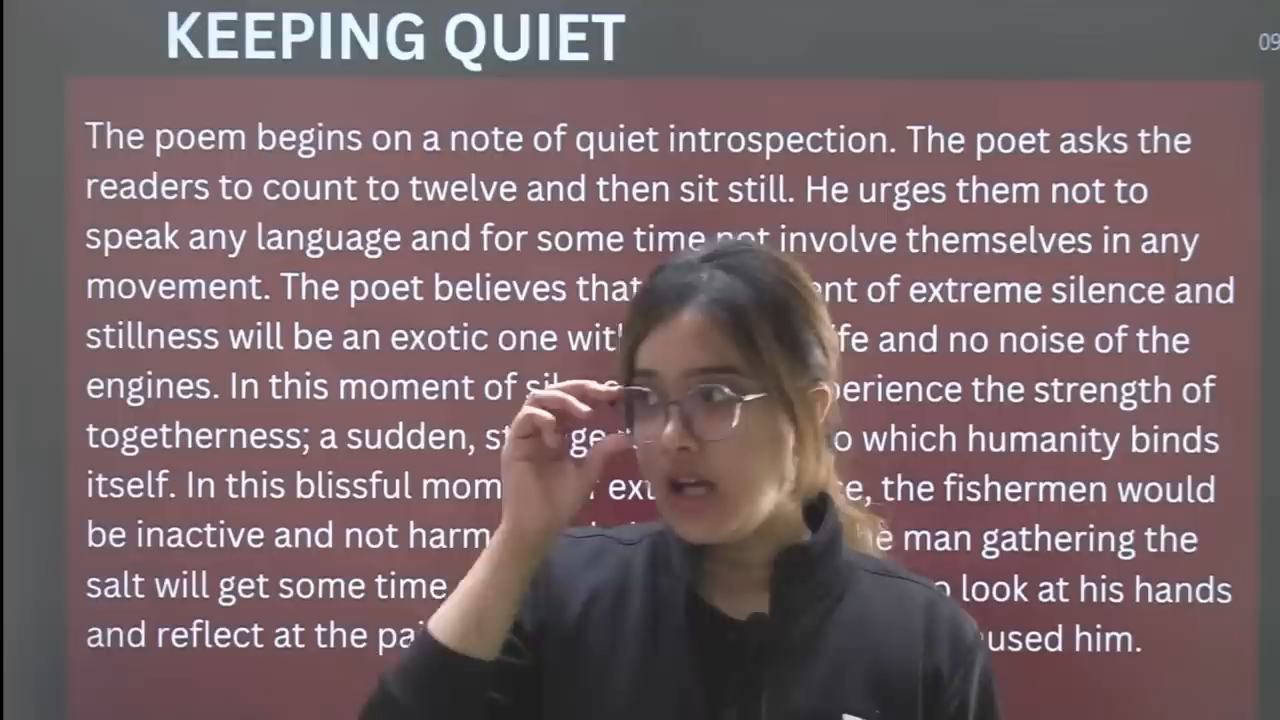 KEEPING QUIET
09
The poem begins on a note of quiet introspection. The poet asks the
readers to count to twelve and then sit still. He urges them not to
speak any language and for some time not involve themselves in any
movement. The poet believes that of extreme silence and
stillness will be an exotic one and no noise of the
engines. In this moment of the strength of
togetherness; a sudden, which humanity binds
itself. In this blissful the fishermen would
be inactive and not man gathering the
salt will get some time look at his hands
and reflect at the him.